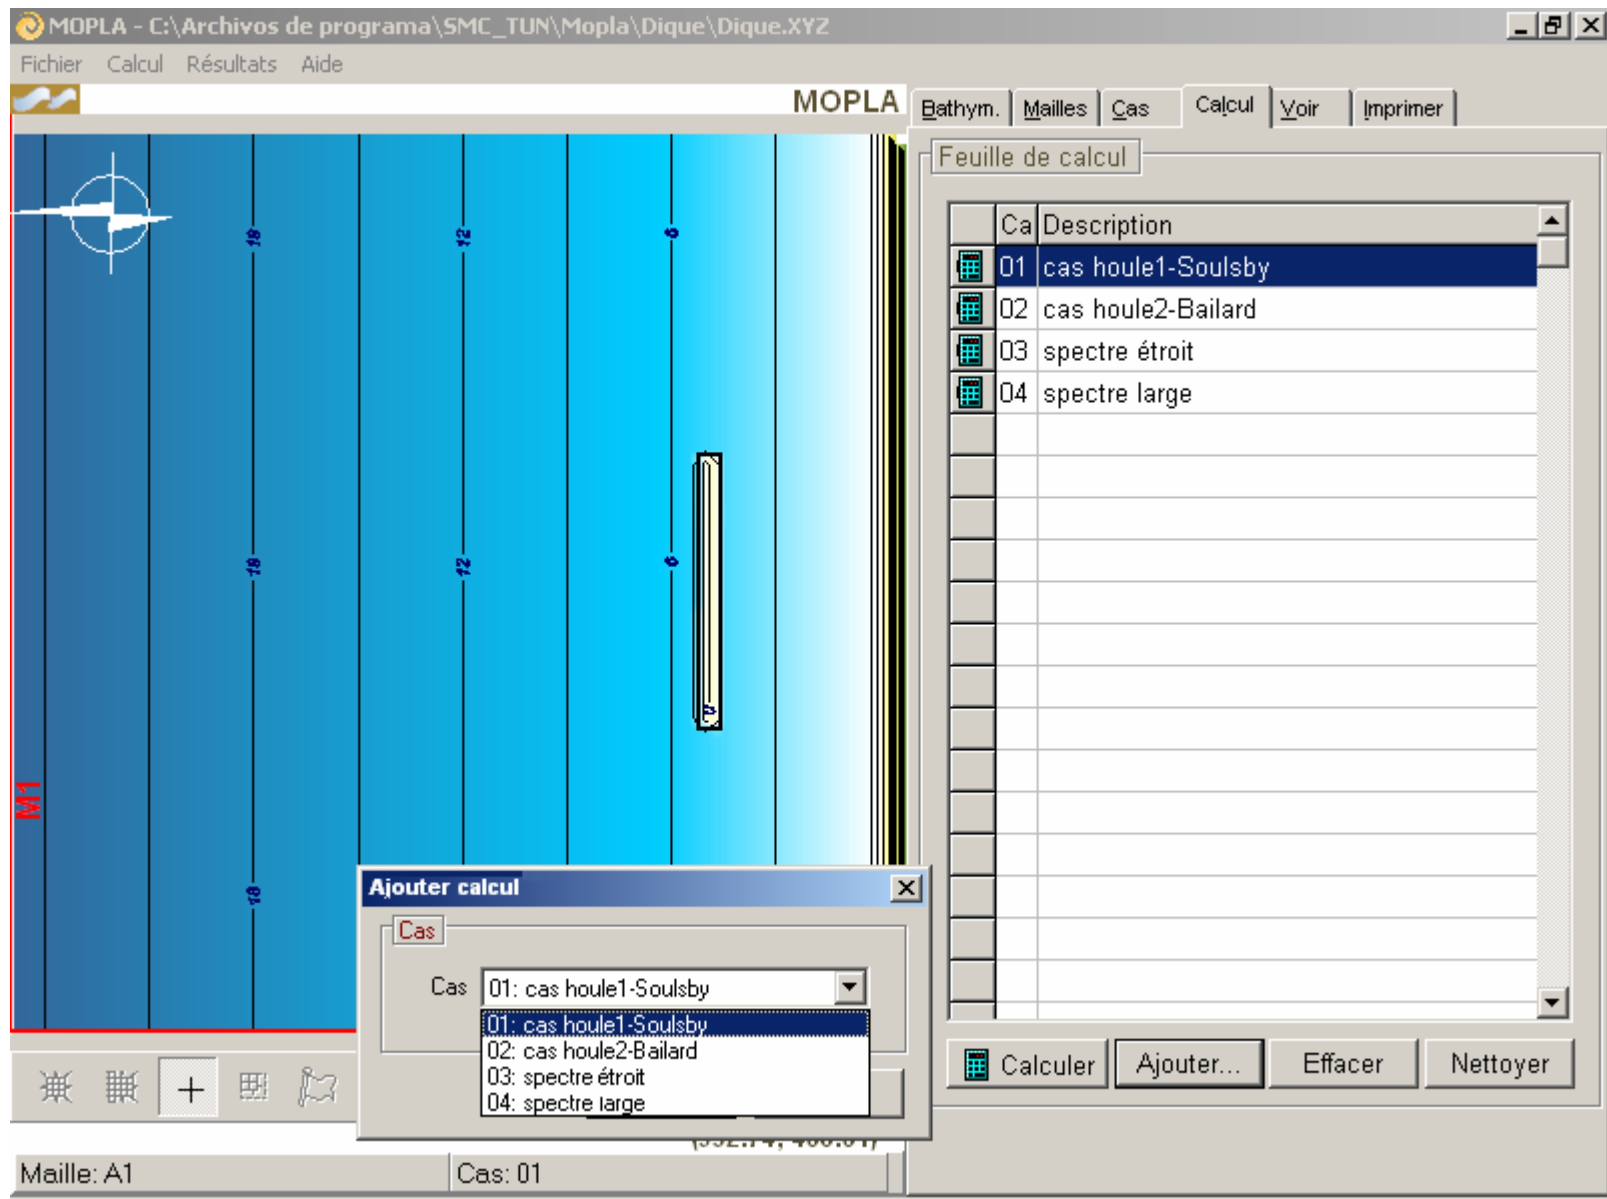 MOPLA - C:\Archivos de programa\SMC_TUN\Mopla\Dique\Dique.XYZ
Fichier Calcul Résultats Aide
MOPLA
Bathym. Mailles Cas Calcul Voir Imprimer
Feuille de calcul
Ca Description
01 cas houle1-Soulsby
02 cas houle2-Bailard
03 spectre étroit
04 spectre large
18 12 6
18 12 6
2
M1
18
Ajouter calcul
Cas
Cas 01: cas houle1-Soulsby
01: cas houle1-Soulsby
02: cas houle2-Bailard
03: spectre étroit
04: spectre large
Calculer Ajouter... Effacer Nettoyer
Maille: A1 Cas: 01